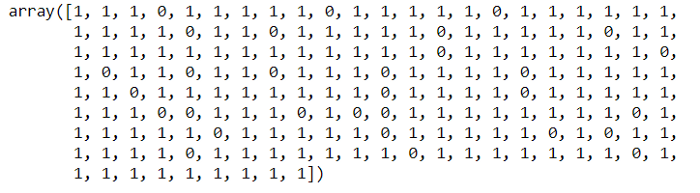 array([1, 1, 1, 0, 1, 1, 1, 1, 1, 0, 1, 1, 1, 1, 1, 0, 1, 1, 1, 1, 1, 1,
1, 1, 1, 1, 0, 1, 1, 0, 1, 1, 1, 1, 1, 0, 1, 1, 1, 1, 1, 0, 1, 1,
1, 1, 1, 1, 1, 1, 1, 1, 1, 1, 1, 1, 1, 0, 1, 1, 1, 1, 1, 1, 1, 0,
1, 0, 1, 1, 0, 1, 1, 0, 1, 1, 1, 0, 1, 1, 1, 1, 0, 1, 1, 1, 1, 1,
1, 1, 0, 1, 1, 1, 1, 1, 1, 1, 1, 0, 1, 1, 1, 1, 0, 1, 1, 1, 1, 1,
1, 1, 1, 0, 0, 1, 1, 1, 0, 1, 0, 0, 1, 1, 1, 1, 1, 1, 1, 1, 0, 1,
1, 1, 1, 1, 1, 0, 1, 1, 1, 1, 1, 0, 1, 1, 1, 1, 1, 0, 1, 0, 1, 1,
1, 1, 1, 1, 0, 1, 1, 1, 1, 1, 1, 1, 0, 1, 1, 1, 1, 1, 1, 1, 0, 1,
1, 1, 1, 1, 1, 1, 1, 1, 1])